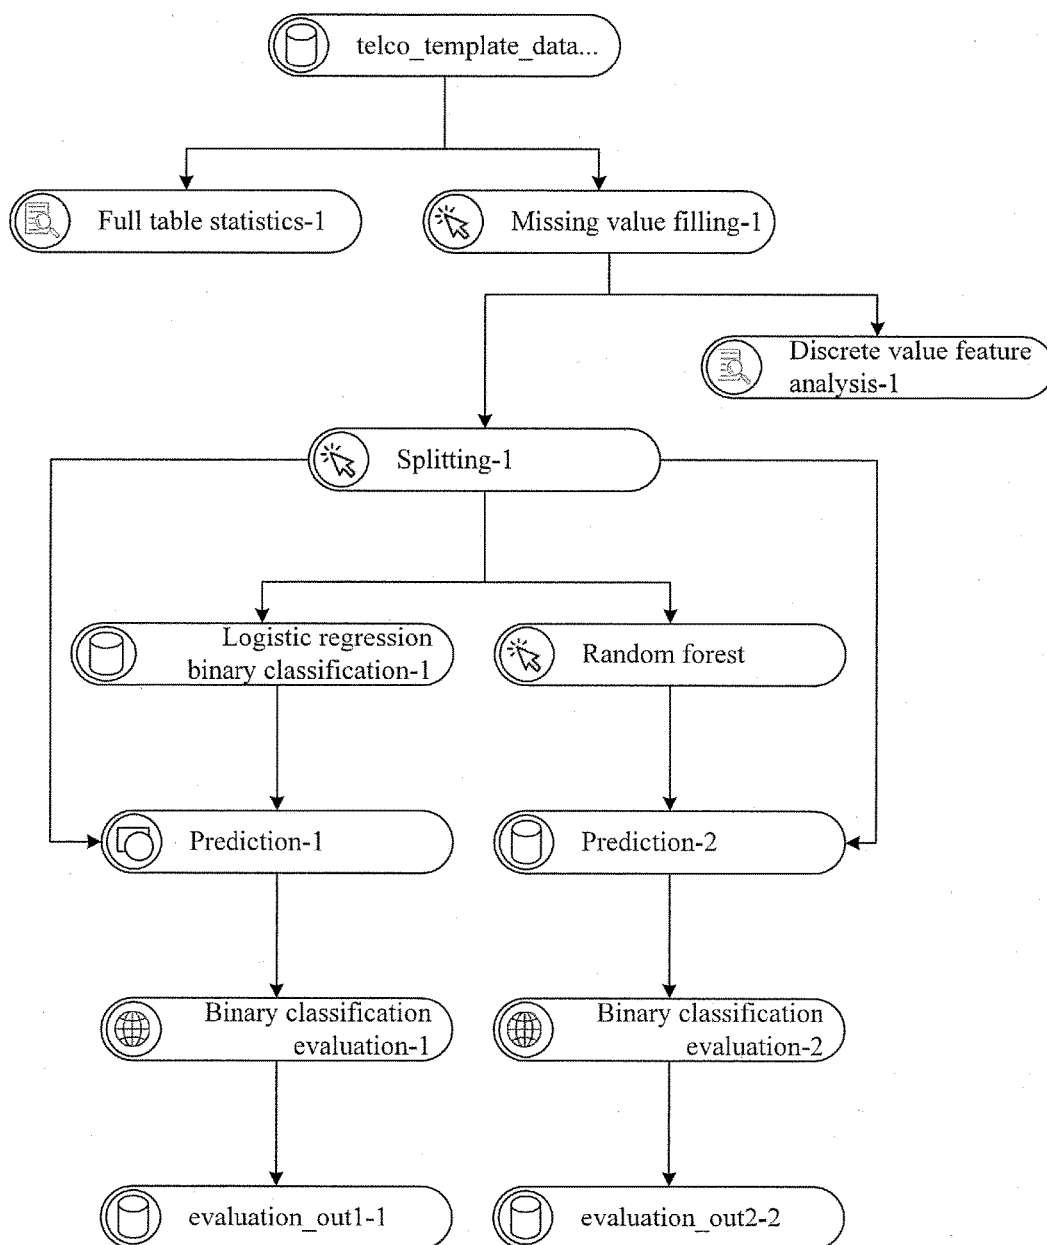 telco_template_data...
Full table statistics-1
Missing value filling-1
Discrete value feature
analysis-1
Splitting-1
Logistic regression
binary classification-1
Random forest
Prediction-1
Prediction-2
Binary classification
evaluation-1
Binary classification
evaluation-2
evaluation_out1-1
evaluation_out2-2